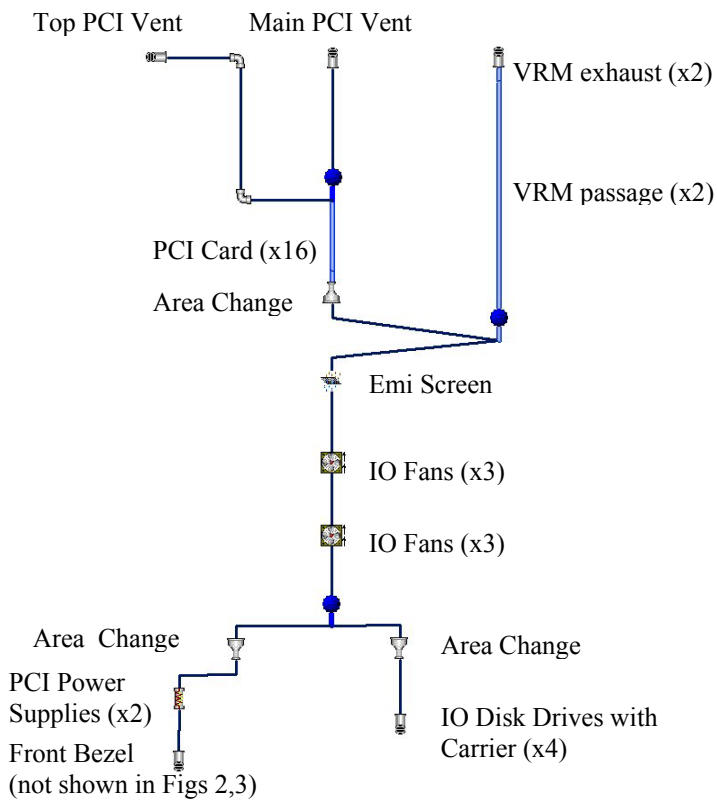 Top PCI Vent
Main PCI Vent
VRM exhaust (x2)
VRM passage (x2)
PCI Card (x16)
Area Change
Emi Screen
IO Fans (x3)
IO Fans (x3)
Area Change
Area Change
PCI Power
Supplies (x2)
IO Disk Drives with
Carrier (x4)
Front Bezel
(not shown in Figs 2,3)